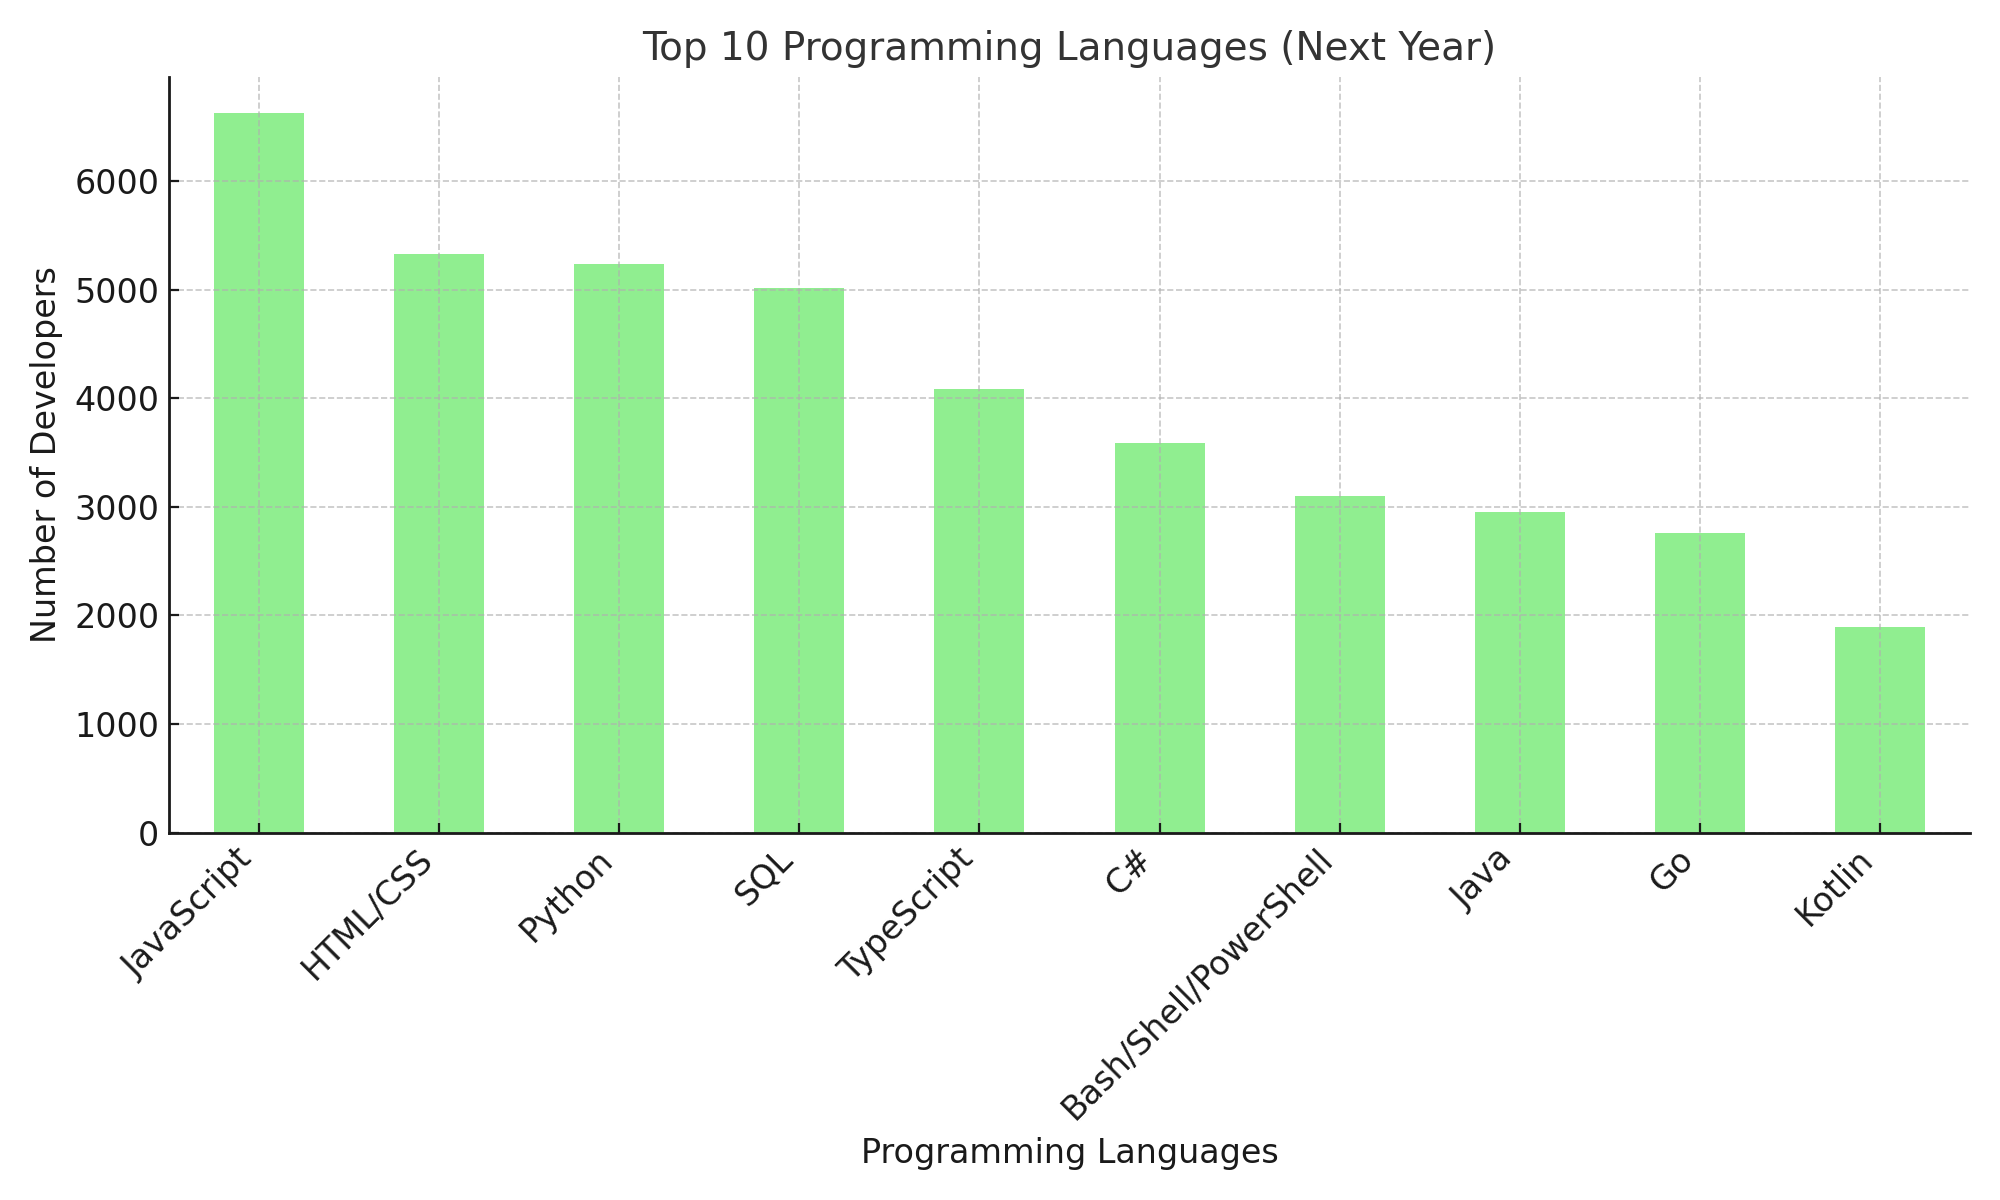 Top 10 Programming Languages (Next Year)
Number of Developers
6000
5000
4000
3000
2000
1000
0
JavaScript
HTML/CSS
Python
SQL
TypeScript
C#
Bash/Shell/PowerShell
Java
Go
Kotlin
Programming Languages